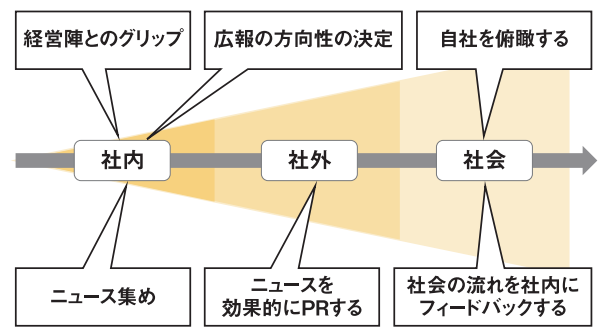 経営陣とのグリップ
広報の方向性の決定
自社を俯瞰する
社内
社外
社会
ニュース集め
ニュースを
効果的にPRする
社会の流れを社内に
フィードバックする